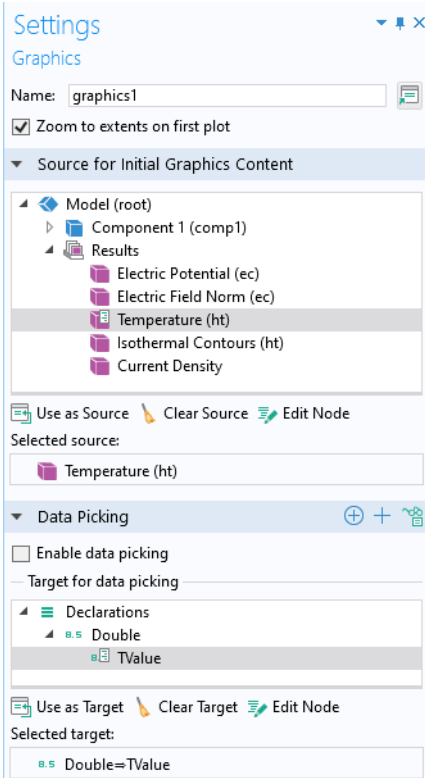 Settings
Graphics
Name: graphics1
Zoom to extents on first plot
Source for Initial Graphics Content
Model (root)
Component 1 (comp1)
Results
Electric Potential (ec)
Electric Field Norm (ec)
Temperature (ht)
Isothermal Contours (ht)
Current Density
Use as Source Clear Source Edit Node
Selected source:
Temperature (ht)
Data Picking
Enable data picking
Target for data picking
Declarations
8.5 Double
TValue
Use as Target Clear Target Edit Node
Selected target:
8.5 Double⇒TValue